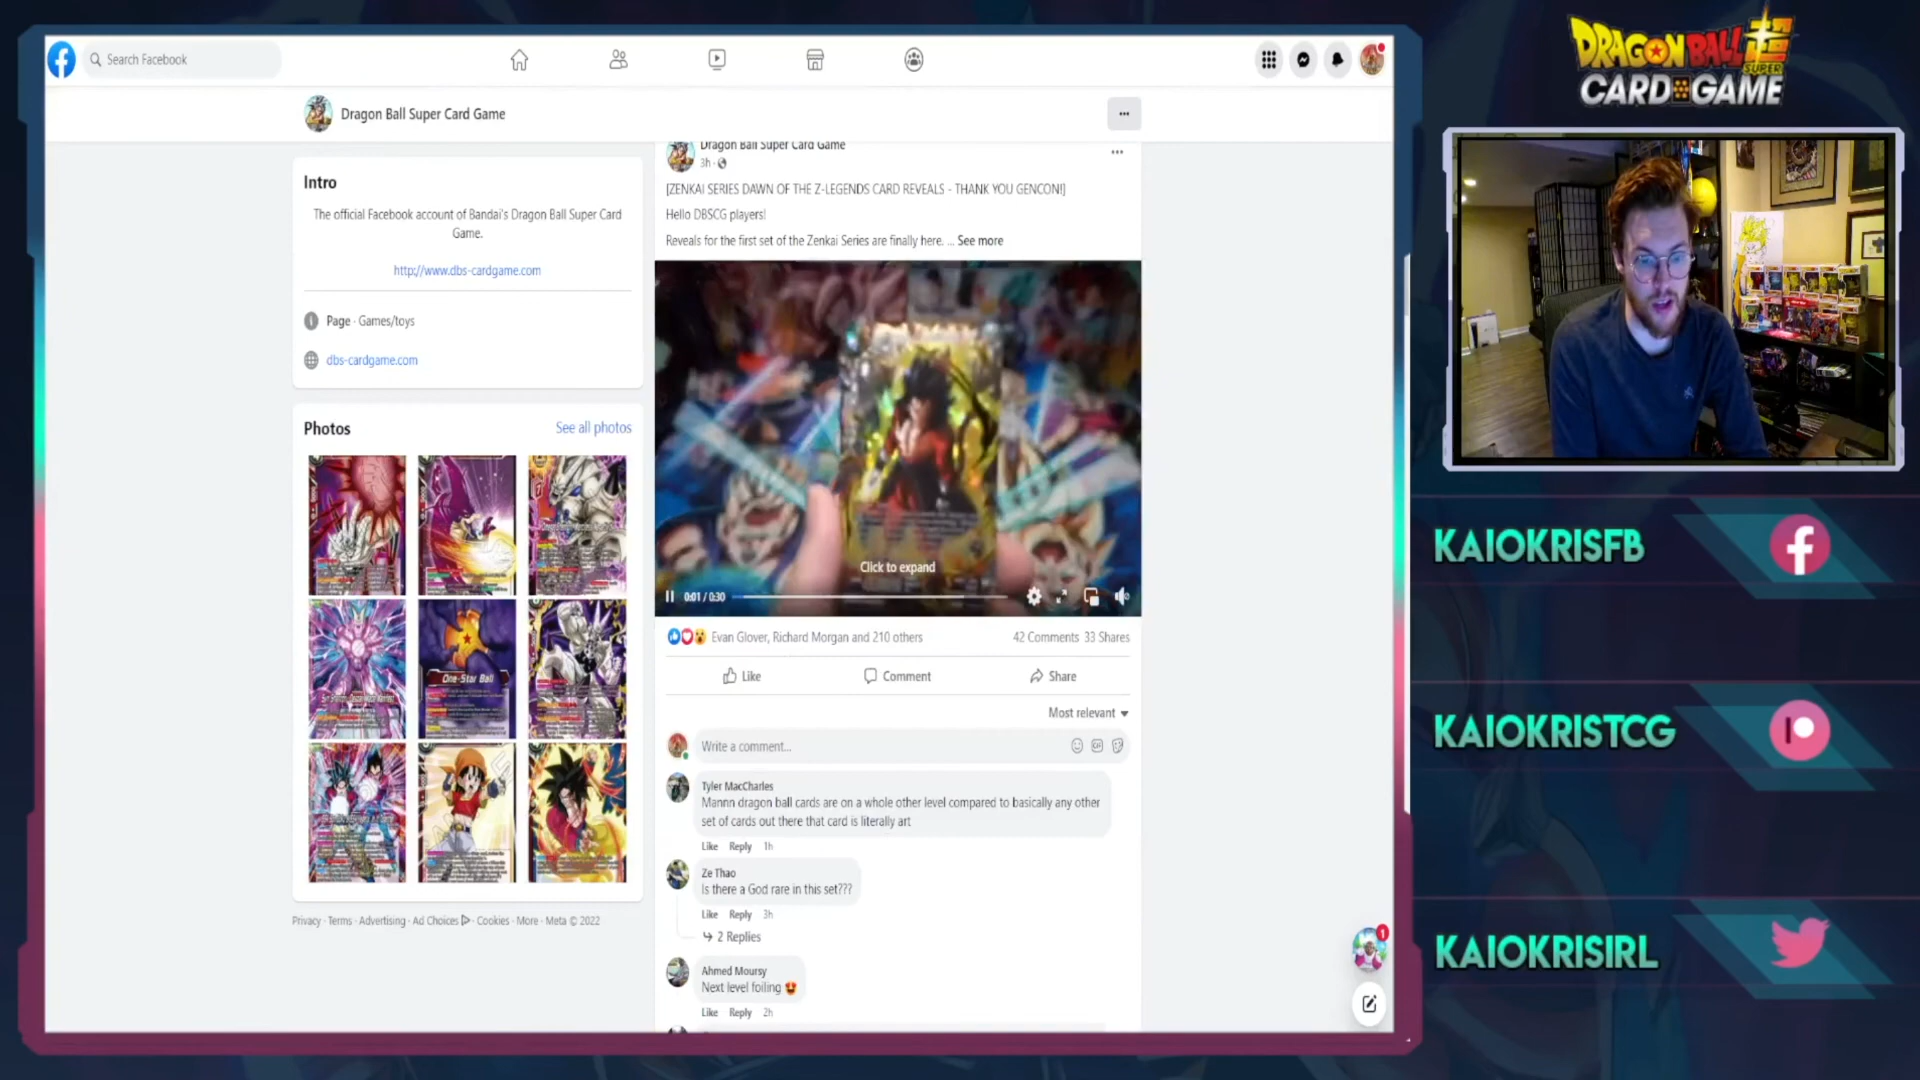 Search Facebook
Dragon Ball Super Card Game
Intro
The official Facebook account of Bandai's Dragon Ball Super Card
Game.
http://www.dbs-cardgame.com
Page · Games/toys
dbs-cardgame.com
Photos
See all photos
One-Star Ball
Privacy · Terms · Advertising · Ad Choices · Cookies · More · Meta © 2022
Dragon Ball Super Card Game
3h ·
[ZENKAI SERIES DAWN OF THE Z-LEGENDS CARD REVEALS - THANK YOU GENCON!]
Hello DBSCG players!
Reveals for the first set of the Zenkai Series are finally here. ... See more
Click to expand
0:01 / 0:30
Evan Glover, Richard Morgan and 210 others
42 Comments 33 Shares
Like
Comment
Share
Most relevant
Write a comment...
Tyler MacCharles
Mannn dragon ball cards are on a whole other level compared to basically any other
set of cards out there that card is literally art
Like Reply 1h
Ze Thao
Is there a God rare in this set???
Like Reply 3h
2 Replies
Ahmed Moursy
Next level foiling 😍
Like Reply 2h
1
DRAGON BALL 超
SUPER
CARD GAME
KAIOKRISFB
KAIOKRISTCG
KAIOKRISIRL